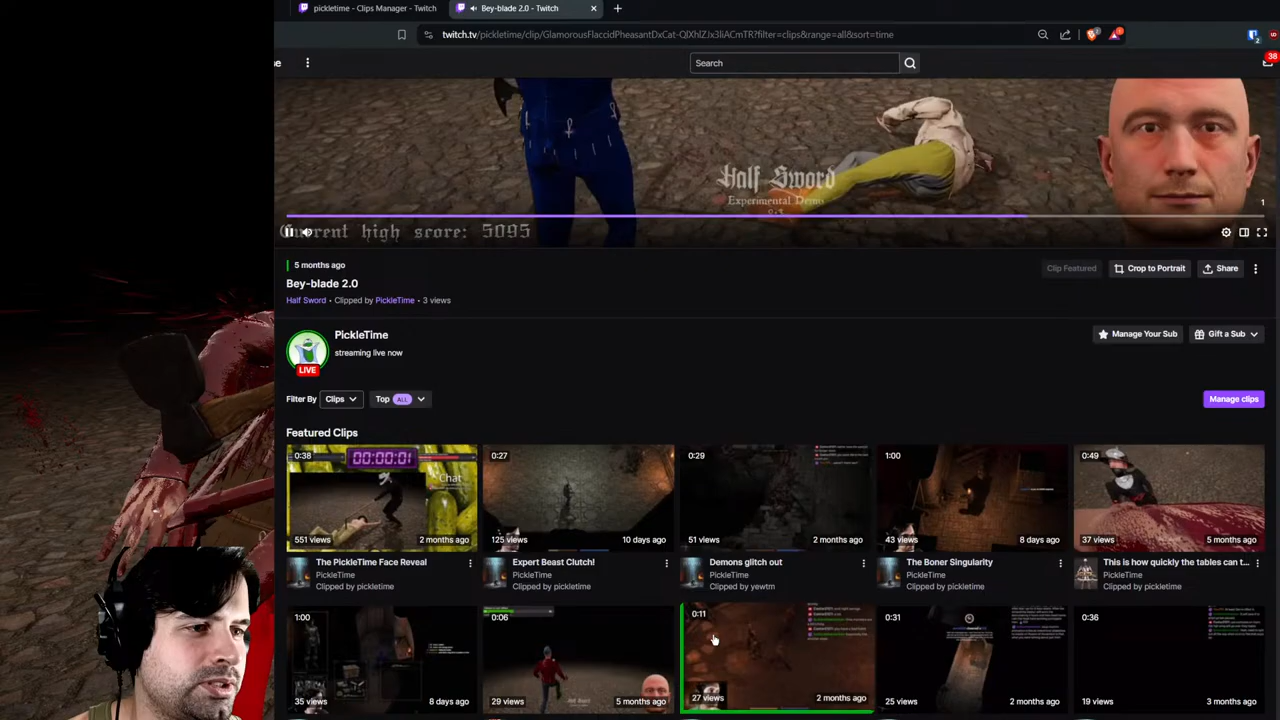 pickletime - Clips Manager - Twitch
Bey-blade 2.0 - Twitch
twitch.tv/pickletime/clip/GlamorousFlaccidPheasantDxCat-QJXhlZJx3IiACmTR?filter=clips&range=all&sort=time
2
38
Search
Half Sword
Experimental Demo
1
Current high score: 5095
5 months ago
Clip Featured
Crop to Portrait
Share
Bey-blade 2.0
Half Sword • Clipped by PickleTime • 3 views
PickleTime
streaming live now
LIVE
Manage Your Sub
Gift a Sub
Filter By
Clips
Top
ALL
Manage clips
Featured Clips
0:38
00:00:01
Chat
551 views
2 months ago
0:27
125 views
10 days ago
0:29
51 views
2 months ago
1:00
43 views
8 days ago
0:49
37 views
5 months ago
The PickleTime Face Reveal
PickleTime
Clipped by pickletime
Expert Beast Clutch!
PickleTime
Clipped by pickletime
Demons glitch out
PickleTime
Clipped by yewtm
The Boner Singularity
PickleTime
Clipped by pickletime
This is how quickly the tables can t...
PickleTime
Clipped by pickletime
1:00
35 views
8 days ago
0:08
29 views
5 months ago
0:11
27 views
2 months ago
0:31
25 views
2 months ago
0:36
19 views
3 months ago